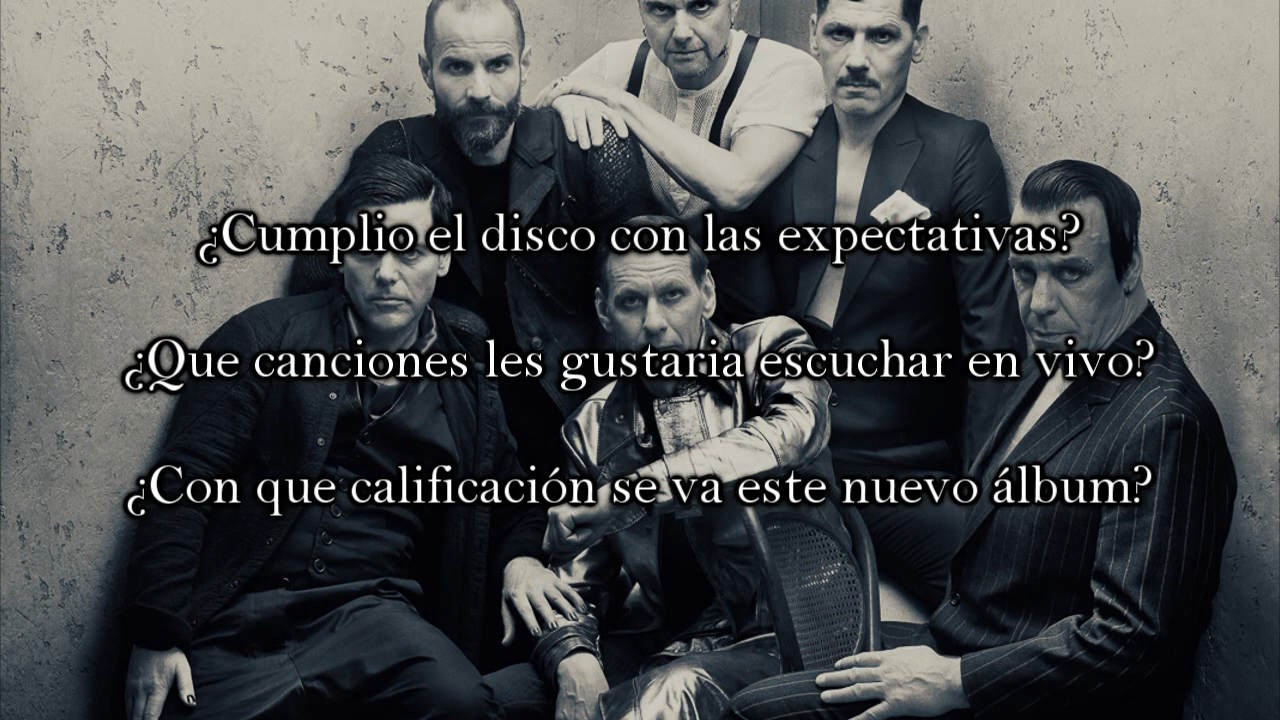 ¿Cumplio el disco con las expectativas?
¿Que canciones les gustaria escuchar en vivo?
¿Con que calificación se va este nuevo álbum?